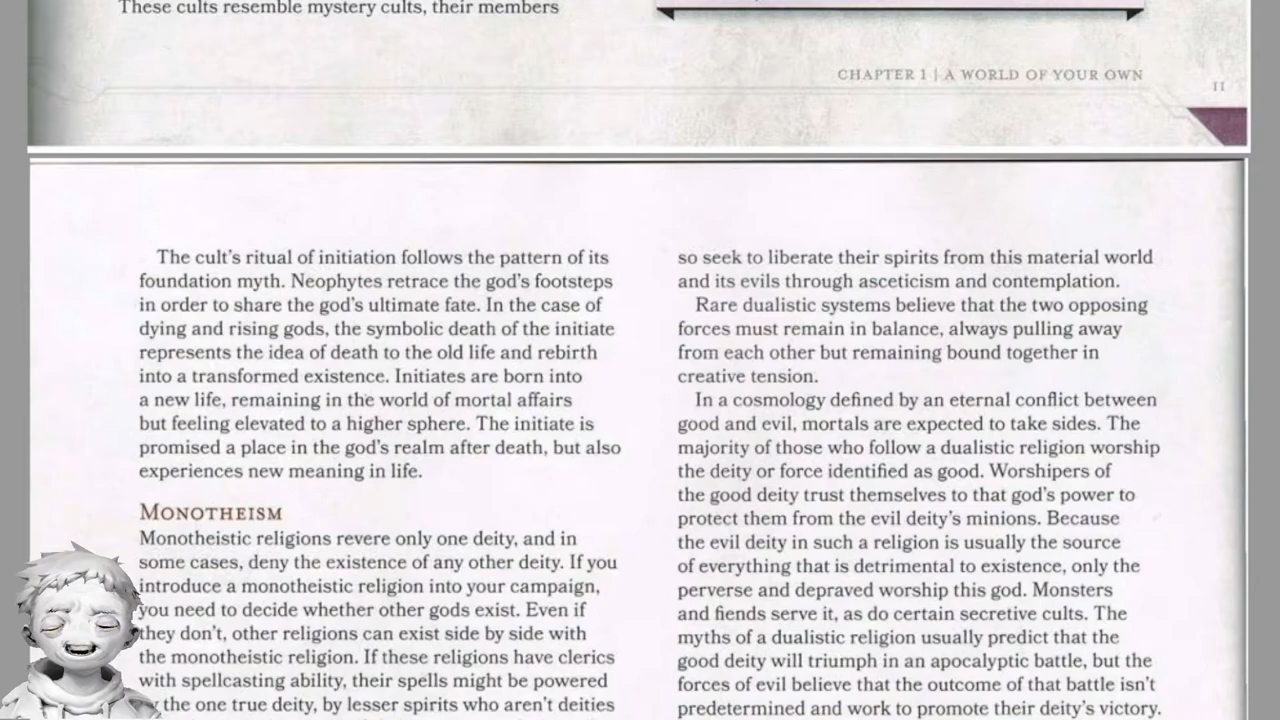 These cults resemble mystery cults, their members
CHAPTER 1 | A WORLD OF YOUR OWN
11
The cult's ritual of initiation follows the pattern of its
foundation myth. Neophytes retrace the god's footsteps
in order to share the god's ultimate fate. In the case of
dying and rising gods, the symbolic death of the initiate
represents the idea of death to the old life and rebirth
into a transformed existence. Initiates are born into
a new life, remaining in the world of mortal affairs
but feeling elevated to a higher sphere. The initiate is
promised a place in the god's realm after death, but also
experiences new meaning in life.
MONOTHEISM
Monotheistic religions revere only one deity, and in
some cases, deny the existence of any other deity. If you
introduce a monotheistic religion into your campaign,
you need to decide whether other gods exist. Even if
they don't, other religions can exist side by side with
the monotheistic religion. If these religions have clerics
with spellcasting ability, their spells might be powered
the one true deity, by lesser spirits who aren't deities
so seek to liberate their spirits from this material world
and its evils through asceticism and contemplation.
Rare dualistic systems believe that the two opposing
forces must remain in balance, always pulling away
from each other but remaining bound together in
creative tension.
In a cosmology defined by an eternal conflict between
good and evil, mortals are expected to take sides. The
majority of those who follow a dualistic religion worship
the deity or force identified as good. Worshipers of
the good deity trust themselves to that god's power to
protect them from the evil deity's minions. Because
the evil deity in such a religion is usually the source
of everything that is detrimental to existence, only the
perverse and depraved worship this god. Monsters
and fiends serve it, as do certain secretive cults. The
myths of a dualistic religion usually predict that the
good deity will triumph in an apocalyptic battle, but the
forces of evil believe that the outcome of that battle isn't
predetermined and work to promote their deity's victory.